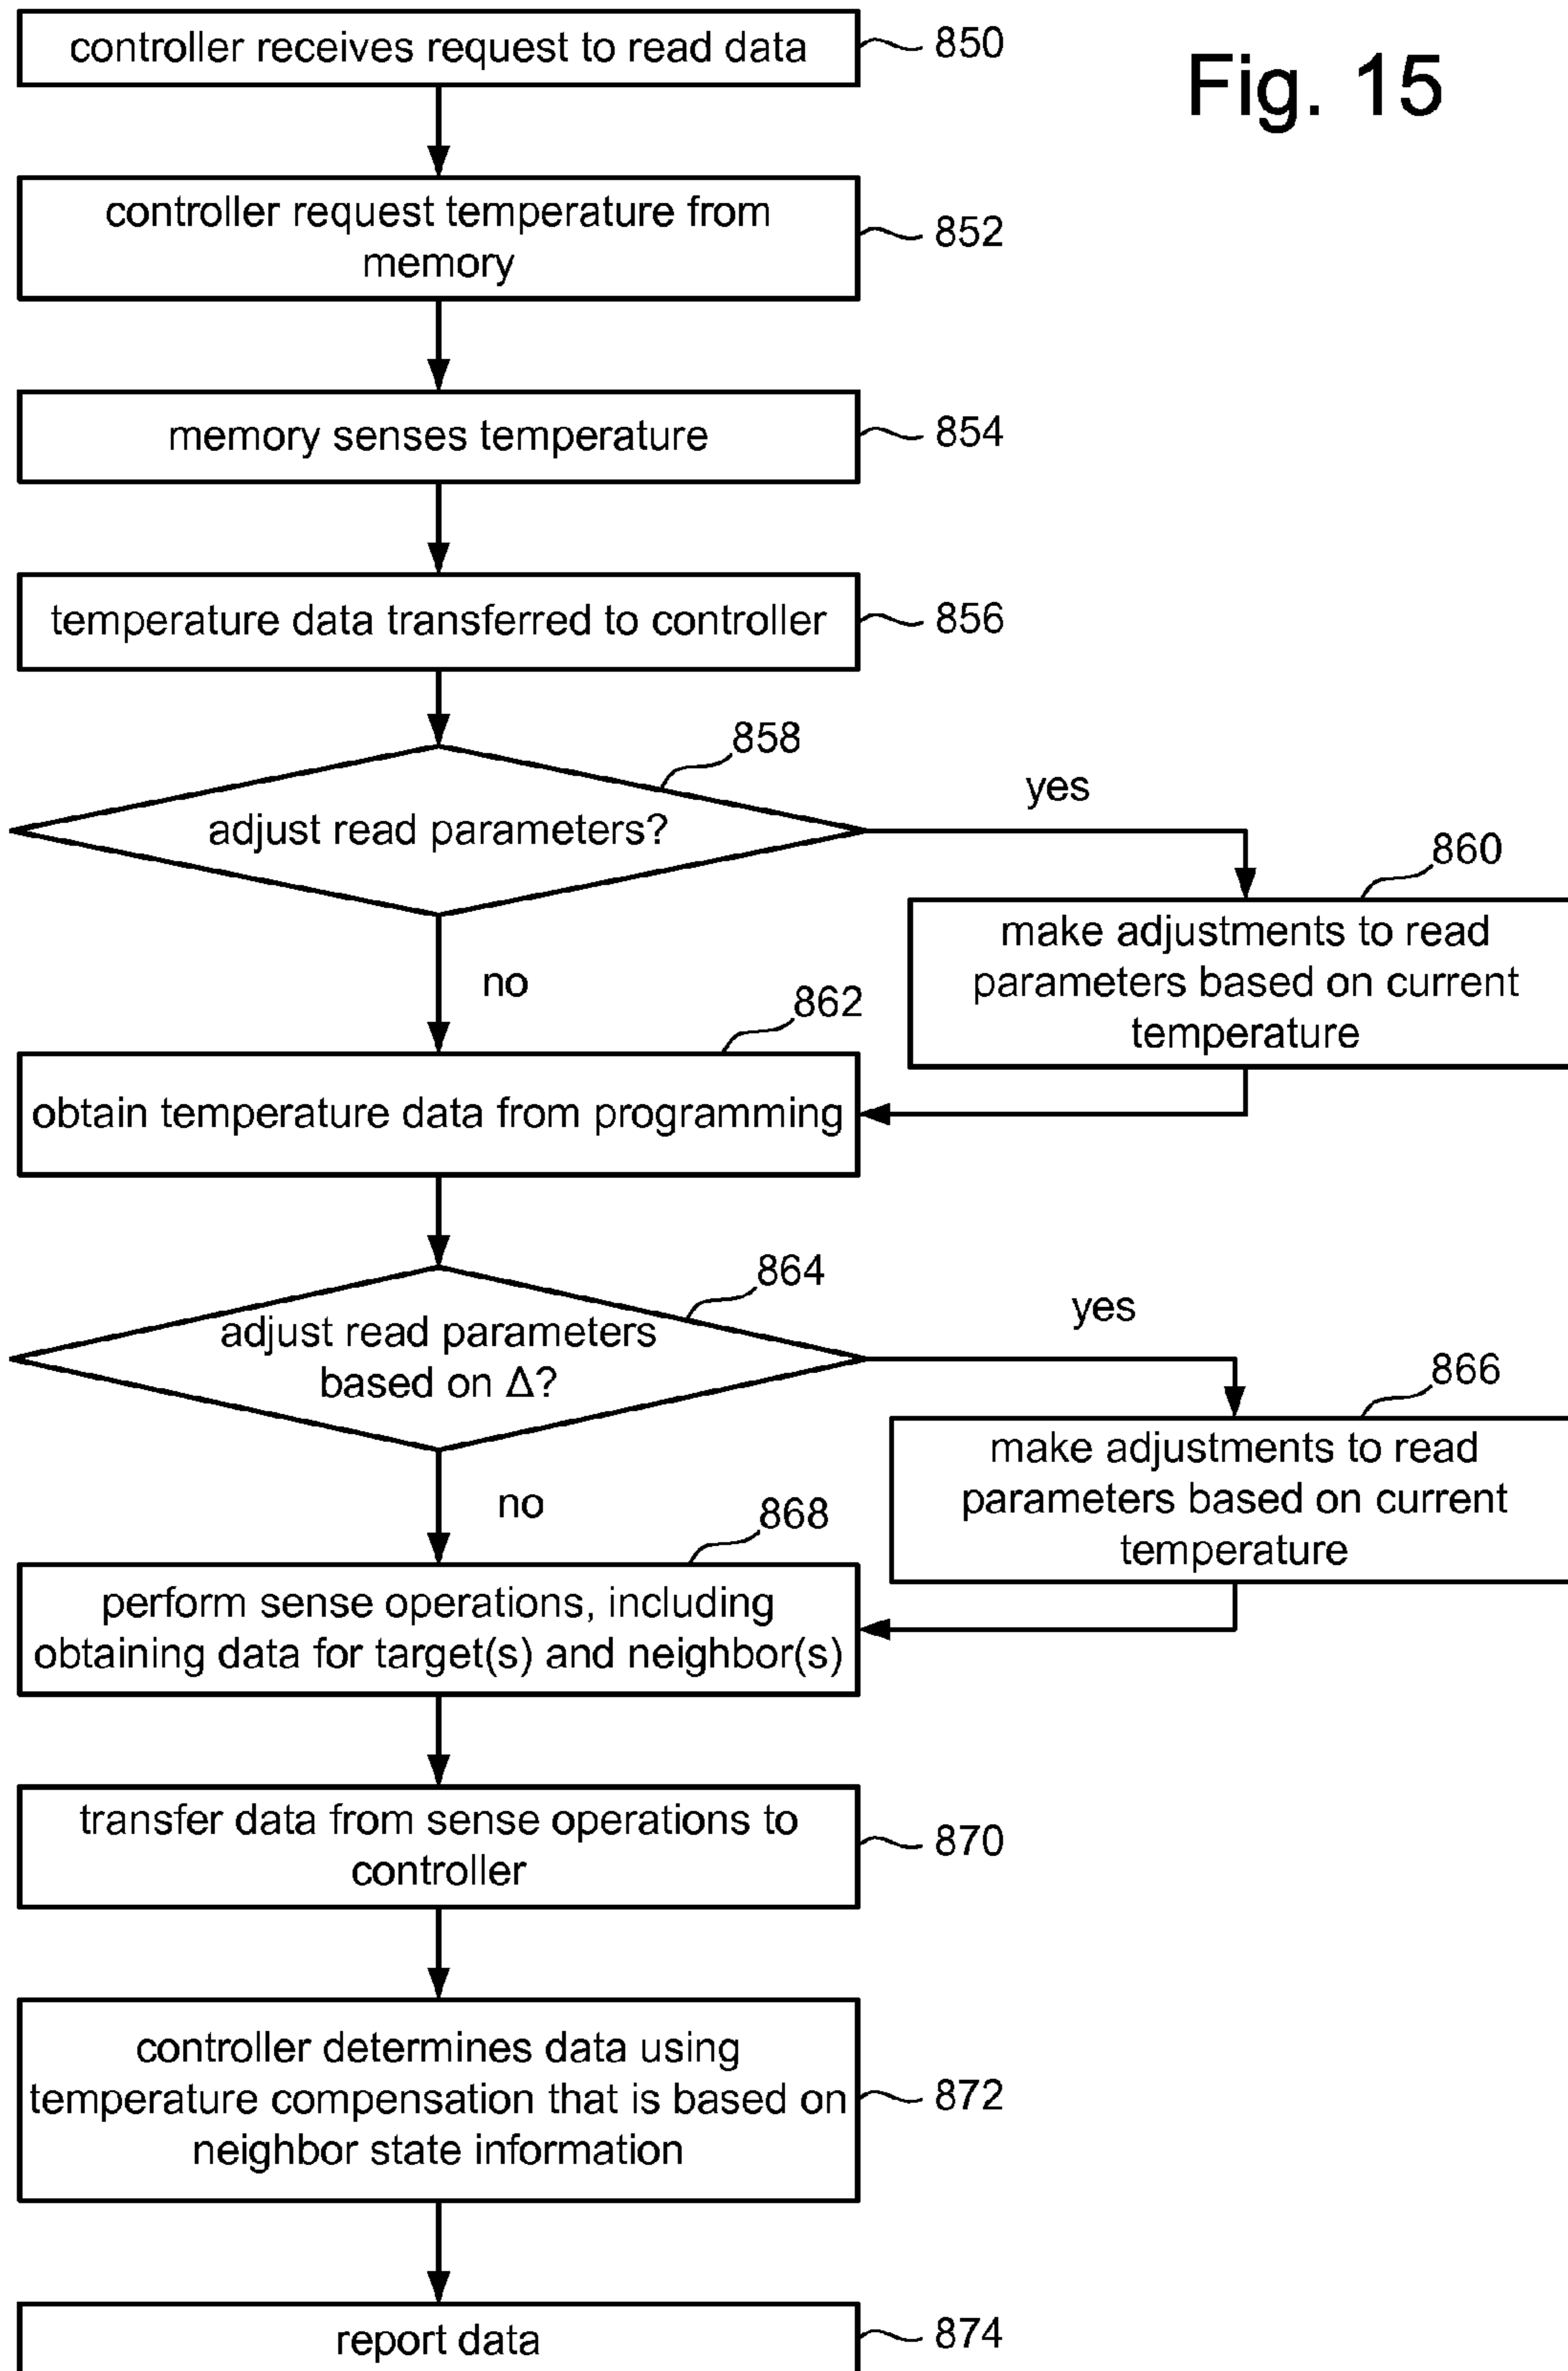 controller receives request to read data
850
Fig. 15
controller request temperature from
memory
852
memory senses temperature
854
temperature data transferred to controller
856
858
adjust read parameters?
yes
860
make adjustments to read
parameters based on current
temperature
no
862
obtain temperature data from programming
864
adjust read parameters
based on Δ?
yes
866
make adjustments to read
parameters based on current
temperature
no
868
perform sense operations, including
obtaining data for target(s) and neighbor(s)
transfer data from sense operations to
controller
870
controller determines data using
temperature compensation that is based on
neighbor state information
872
report data
874